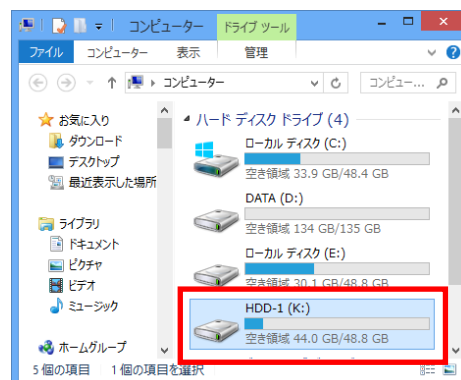 コンピューター
ドライブ ツール
ファイル
コンピューター
表示
管理
コンピューター
コンピュー...
お気に入り
ダウンロード
デスクトップ
最近表示した場所
ライブラリ
ドキュメント
ピクチャ
ビデオ
ミュージック
ホームグループ
ハード ディスク ドライブ (4)
ローカル ディスク (C:)
空き領域 33.9 GB/48.4 GB
DATA (D:)
空き領域 134 GB/135 GB
ローカル ディスク (E:)
空き領域 30.1 GB/48.8 GB
HDD-1 (K:)
空き領域 44.0 GB/48.8 GB
5 個の項目
1 個の項目を選択